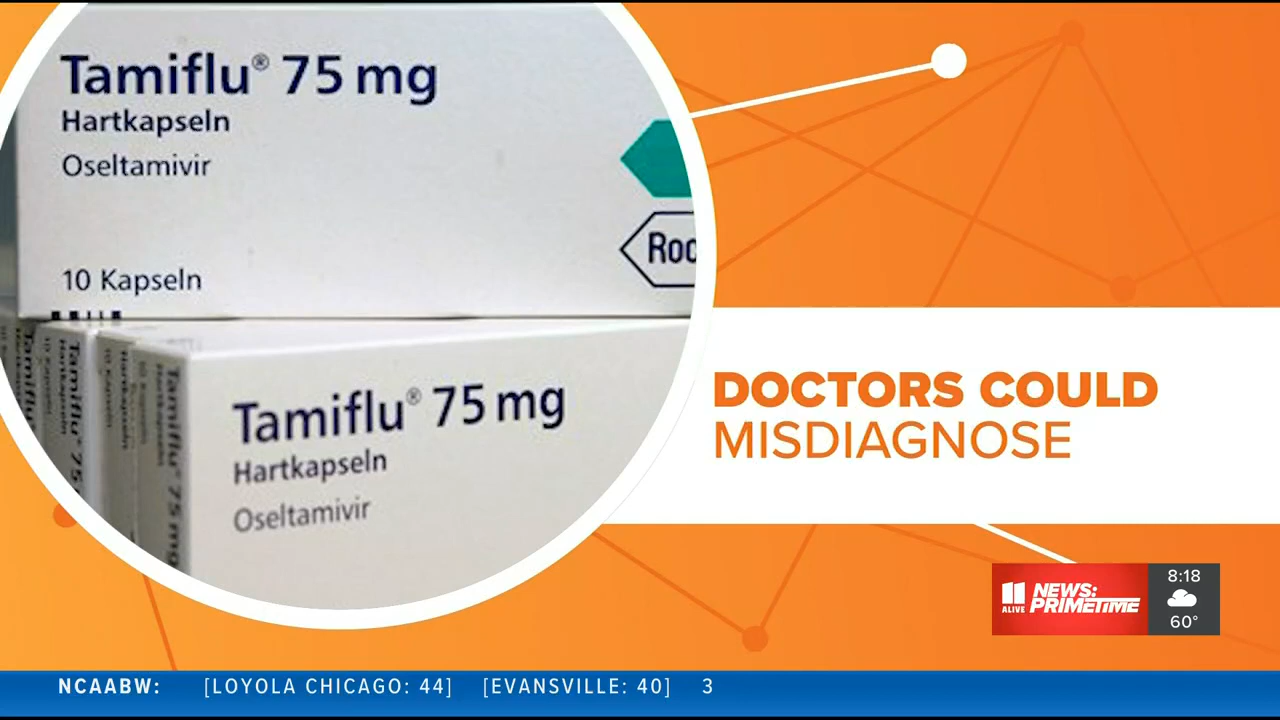 Tamiflu® 75 mg
Hartkapseln
Oseltamivir
Roc
10 Kapseln
Tamiflu® 75 mg
Hartkapseln
Oseltamivir
DOCTORS COULD
MISDIAGNOSE
11 ALIVE NEWS: PRIMETIME
8:18
60°
NCAABW: [LOYOLA CHICAGO: 44] [EVANSVILLE: 40] 3